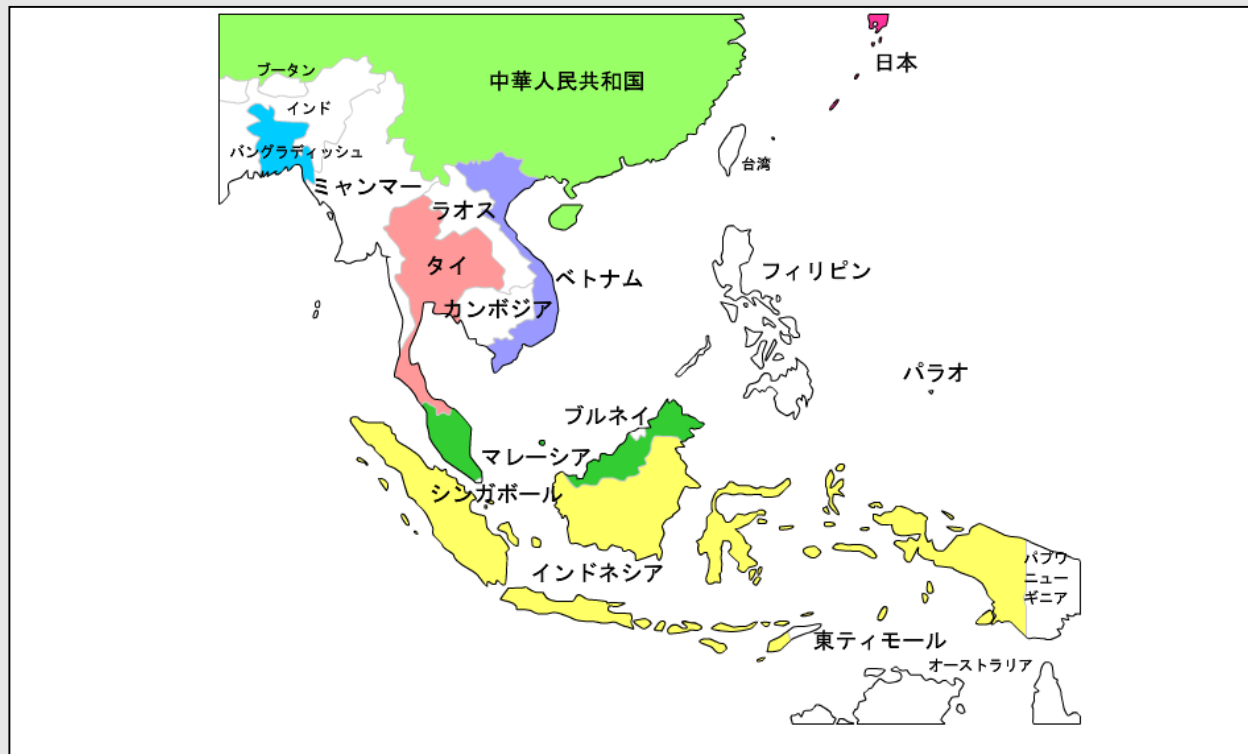 日本
ブータン
中華人民共和国
インド
バングラディッシュ
台湾
ミャンマー
ラオス
タイ
ベトナム
フィリピン
カンボジア
パラオ
ブルネイ
マレーシア
シンガポール
インドネシア
パプワ
ニュー
ギニア
東ティモール
オーストラリア